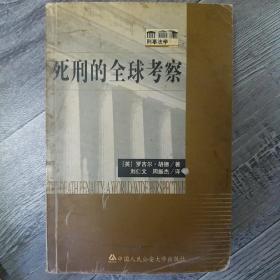 刑事法学
死刑的全球考察
[英] 罗吉尔·胡德/著
刘仁文 周振杰/译
THE DEATH PENALTY: A WORLDWIDE PERSPECTIVE
中国人民公安大学出版社